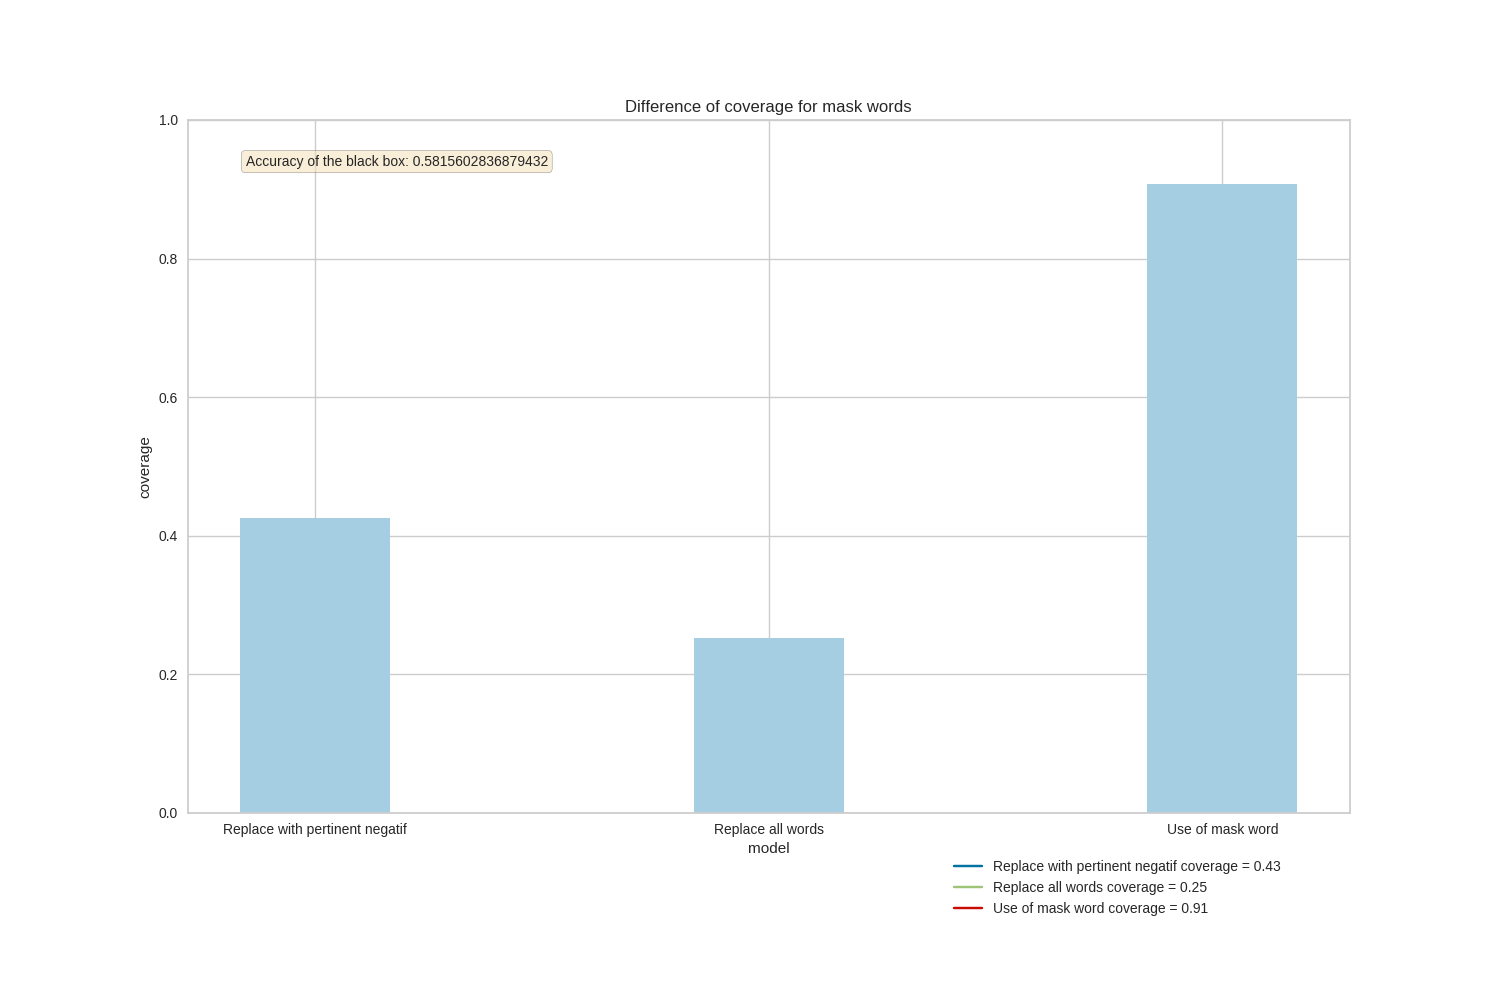 Difference of coverage for mask words
1.0
Accuracy of the black box: 0.5815602836879432
0.8
0.6
coverage
0.4
0.2
0.0
Replace with pertinent negatif
Replace all words
Use of mask word
model
Replace with pertinent negatif coverage = 0.43
Replace all words coverage = 0.25
Use of mask word coverage = 0.91